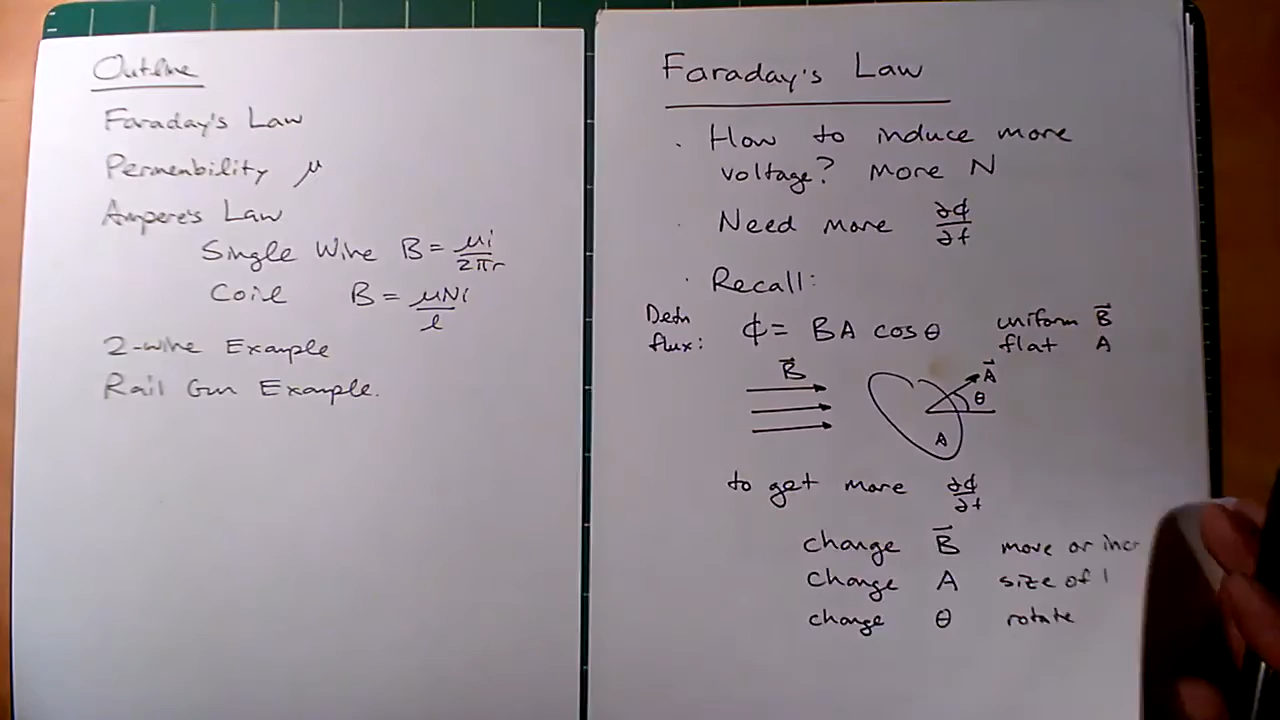 Outline
Faraday's Law
Permeability μ
Ampere's Law
Single Wire B = μi / 2πr
Coil B = μNi / l
2-wire Example
Rail Gun Example.
Faraday's Law
· How to induce more
voltage? More N
· Need more ∂ϕ/∂t
· Recall:
Defn
flux: ϕ = BA cos θ uniform B⃗
flat A
B⃗
A⃗
θ
A
to get more ∂ϕ/∂t
change B⃗ move or incr
change A size of
change θ rotate